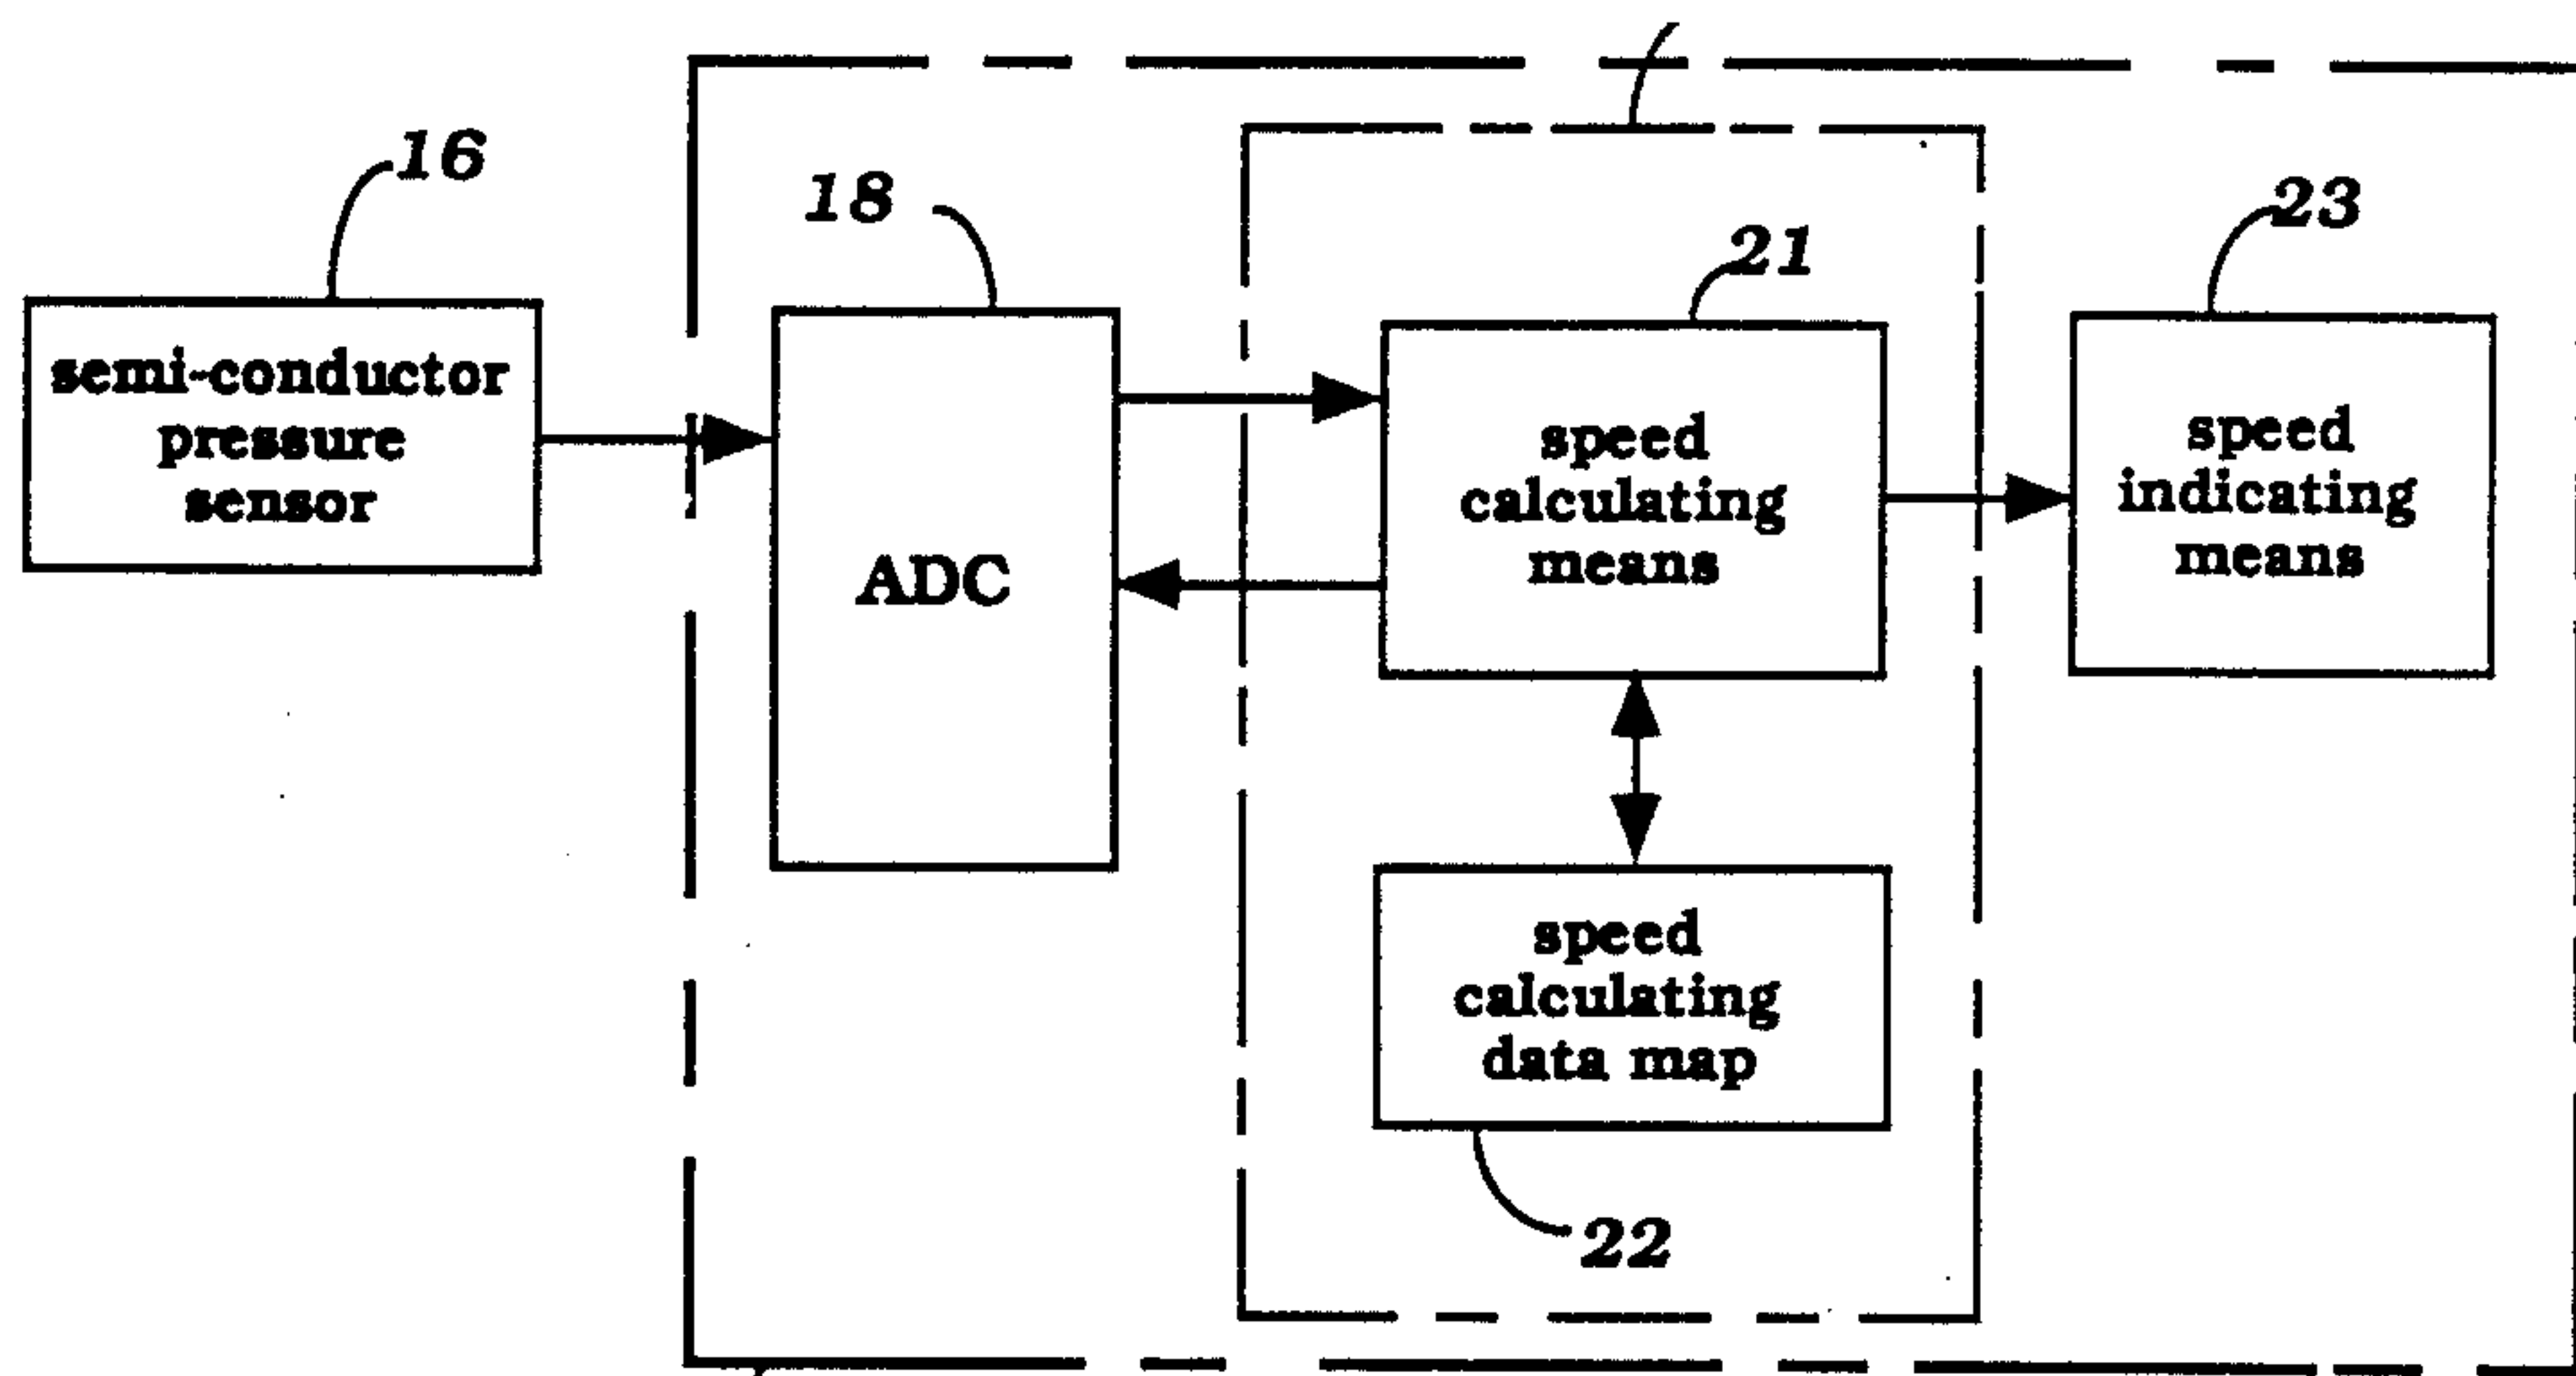 16
semi-conductor
pressure
sensor
18
ADC
21
speed
calculating
means
23
speed
indicating
means
speed
calculating
data map
22